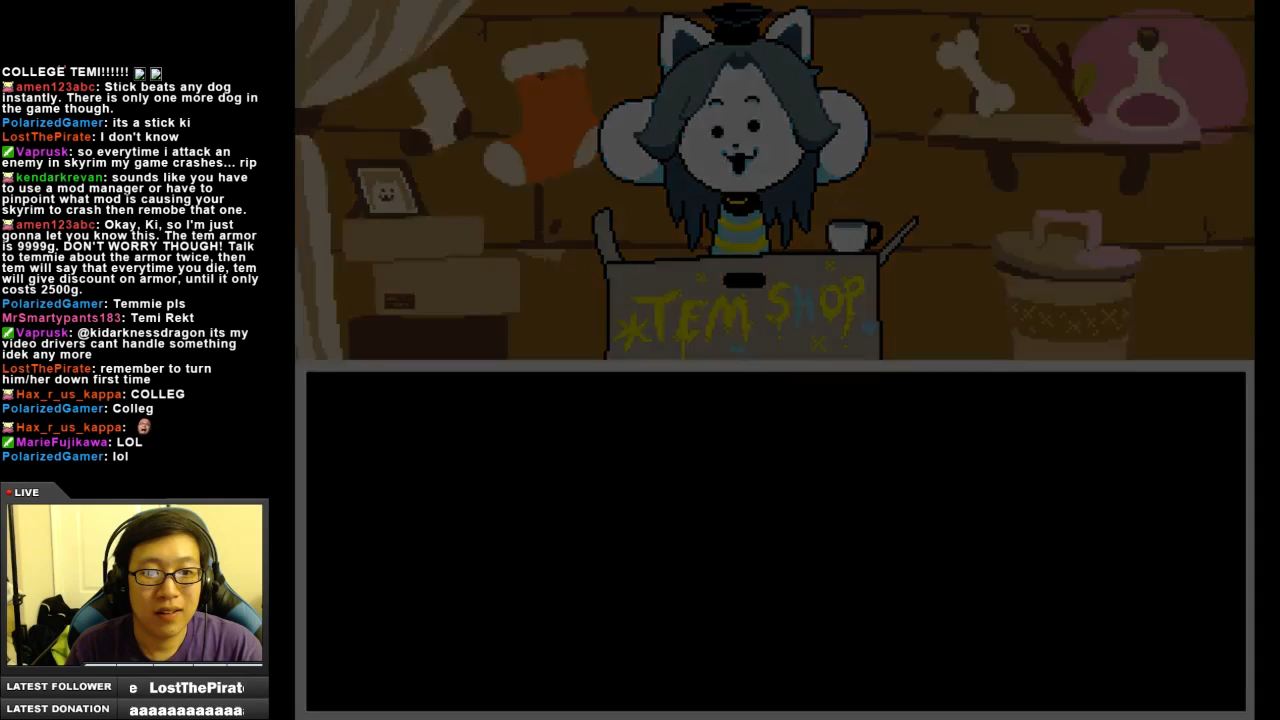 COLLEGE TEMI!!!!!!
amen123abc: Stick beats any dog
instantly. There is only one more dog in
the game though.
PolarizedGamer: its a stick ki
LostThePirate: I don't know
Vaprusk: so everytime i attack an
enemy in skyrim my game crashes... rip
kendarkrevan: sounds like you have
to use a mod manager or have to
pinpoint what mod is causing your
skyrim to crash then remobe that one.
amen123abc: Okay, Ki, so I'm just
gonna let you know this. The tem armor
is 9999g. DON'T WORRY THOUGH! Talk
to temmie about the armor twice, then
tem will say that everytime you die, tem
will give discount on armor, until it only
costs 2500g.
PolarizedGamer: Temmie pls
MrSmartypants183: Temi Rekt
Vaprusk: @kidarknessdragon its my
video drivers cant handle something
idek any more
LostThePirate: remember to turn
him/her down first time
Hax_r_us_kappa: COLLEG
PolarizedGamer: Colleg
Hax_r_us_kappa:
MarieFujikawa: LOL
PolarizedGamer: lol
LIVE
LATEST FOLLOWER e LostThePirat
LATEST DONATION aaaaaaaaaaaa
TEM SHOP